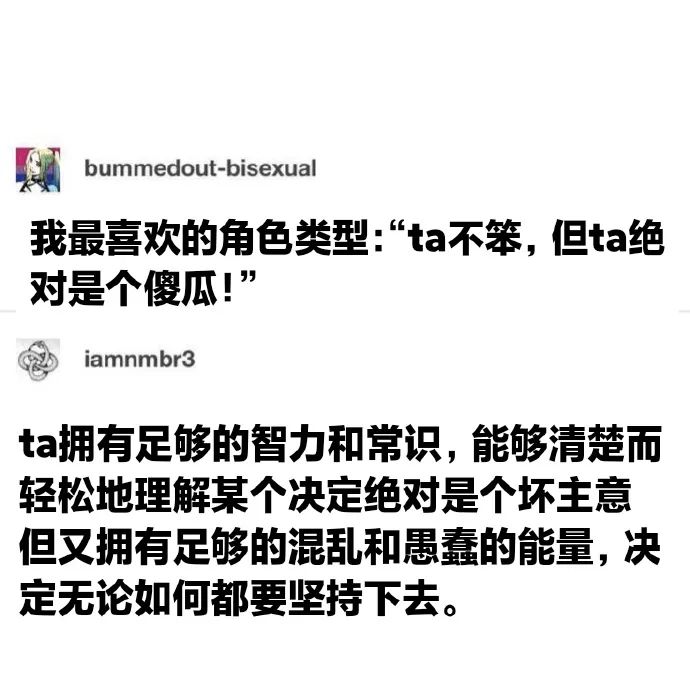 bummedout-bisexual
我最喜欢的角色类型：“ta不笨，但ta绝
对是个傻瓜！”
iamnmbr3
ta拥有足够的智力和常识，能够清楚而
轻松地理解某个决定绝对是个坏主意
但又拥有足够的混乱和愚蠢的能量，决
定无论如何都要坚持下去。